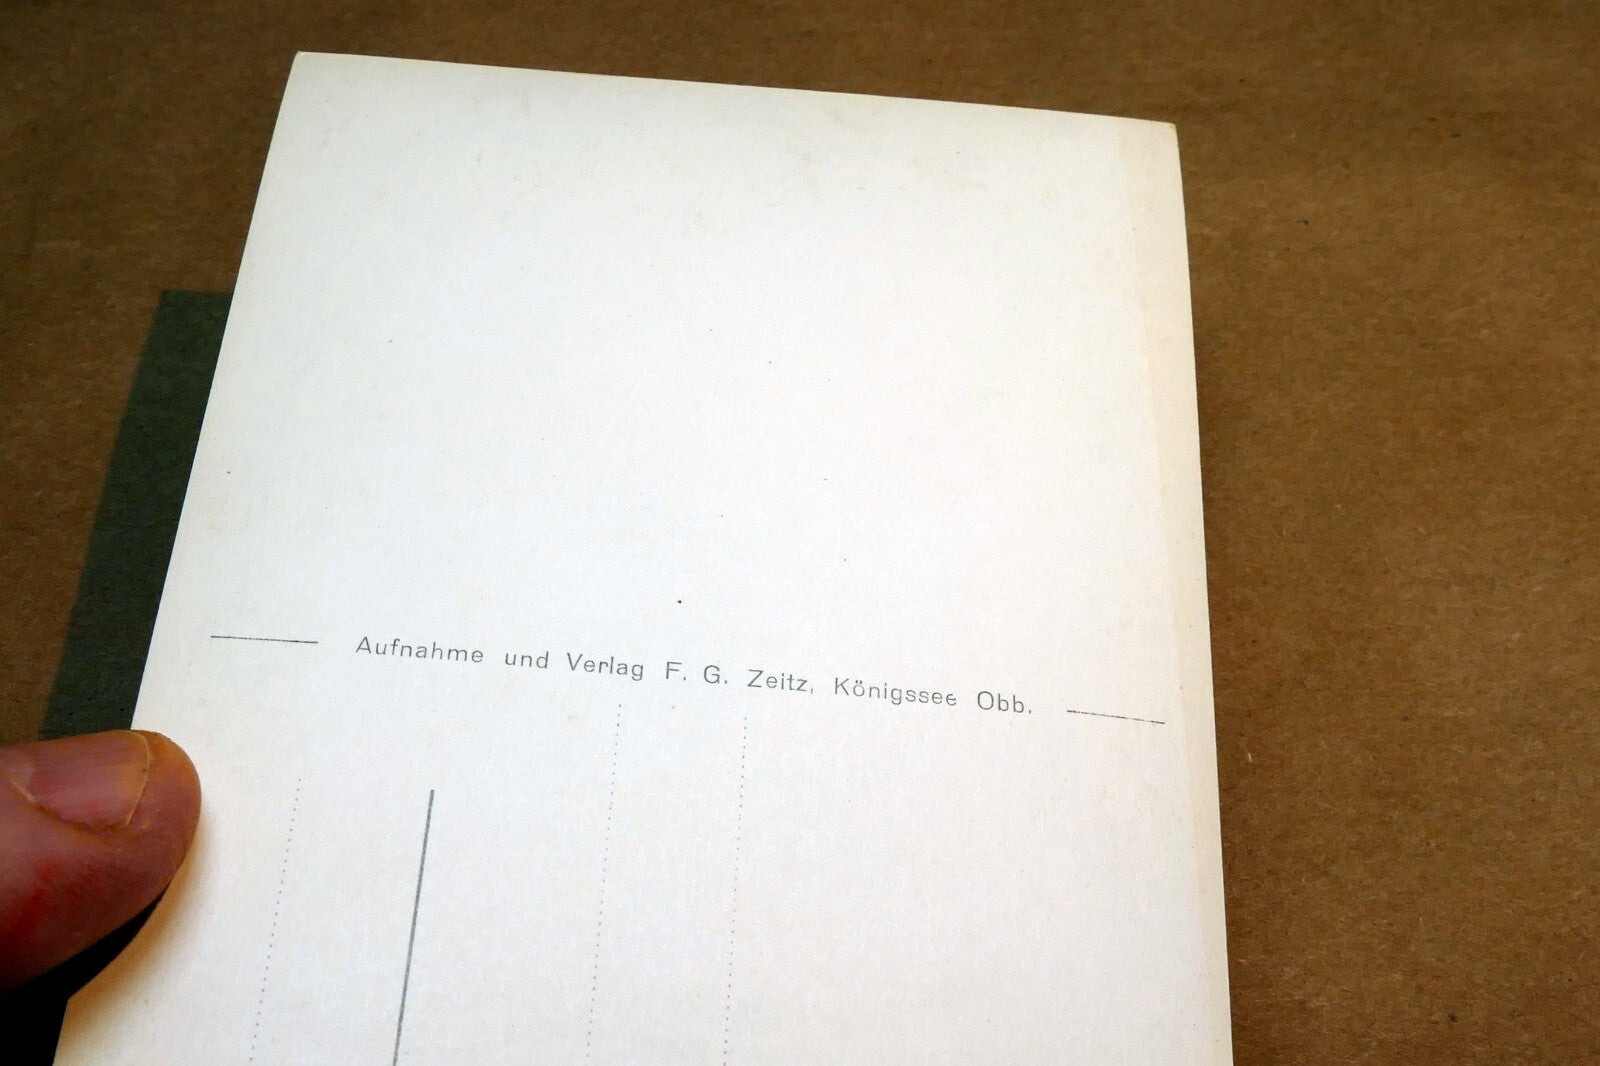 Aufnahme und Verlag F. G. Zeitz, Königssee Obb.